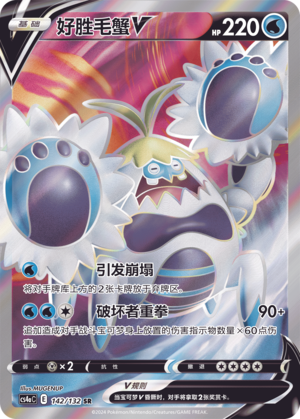 基础
好胜毛蟹V
HP 220
引发崩塌
将对手牌库上方的2张卡牌放于弃牌区。
破坏者重拳 90+
追加造成对手战斗宝可梦身上放置的伤害指示物数量×60点伤害。
弱点 ×2 抗性 撤退
V规则
当宝可梦V昏厥时，对手将拿取2张奖赏卡。
Illus. MUGENUP
CS4aC E 142/132 SR